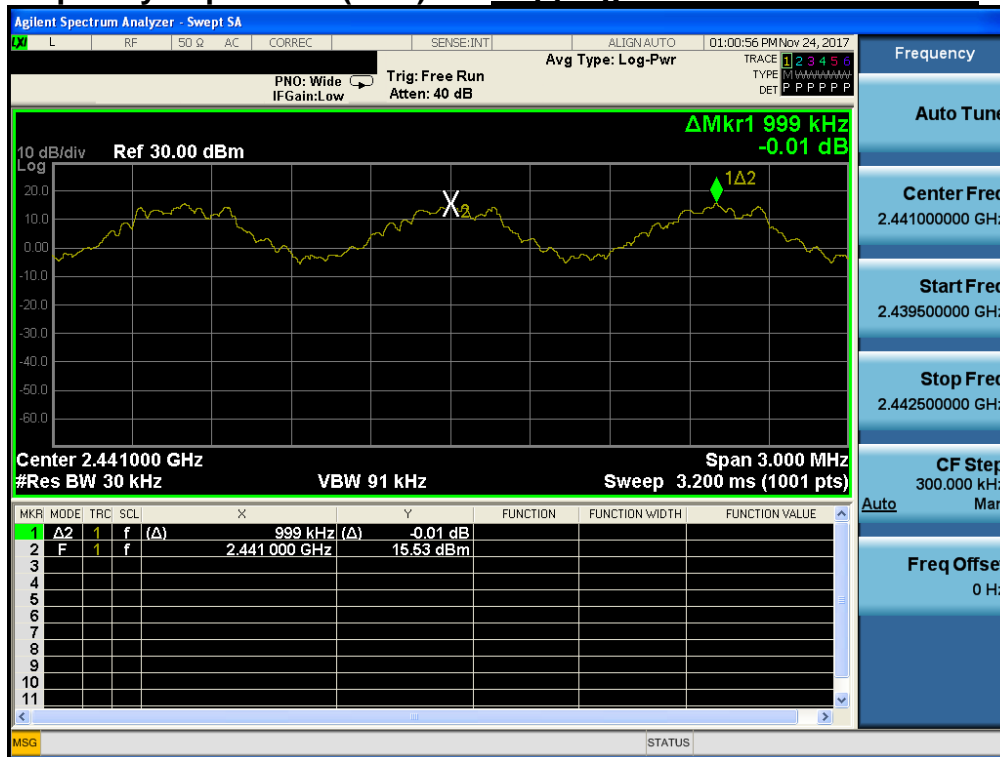 Agilent Spectrum Analyzer - Swept SA
LXI L RF 50 Ω AC CORREC SENSE:INT ALIGN AUTO 01:00:56 PM Nov 24, 2017
PNO: Wide
IFGain:Low
Trig: Free Run
Atten: 40 dB
Avg Type: Log-Pwr
TRACE 1 2 3 4 5 6
TYPE M WWWWW
DET P P P P P P
ΔMkr1 999 kHz
-0.01 dB
10 dB/div Ref 30.00 dBm
Log
1Δ2
X2
20.0
10.0
0.00
-10.0
-20.0
-30.0
-40.0
-50.0
-60.0
Center 2.441000 GHz Span 3.000 MHz
#Res BW 30 kHz VBW 91 kHz Sweep 3.200 ms (1001 pts)
MKR MODE TRC SCL X Y FUNCTION FUNCTION WIDTH FUNCTION VALUE
1 Δ2 1 f (Δ) 999 kHz (Δ) -0.01 dB
2 F 1 f 2.441 000 GHz 15.53 dBm
3
4
5
6
7
8
9
10
11
MSG STATUS
Frequency
Auto Tune
Center Freq
2.441000000 GHz
Start Freq
2.439500000 GHz
Stop Freq
2.442500000 GHz
CF Step
300.000 kHz
Auto Man
Freq Offset
0 Hz